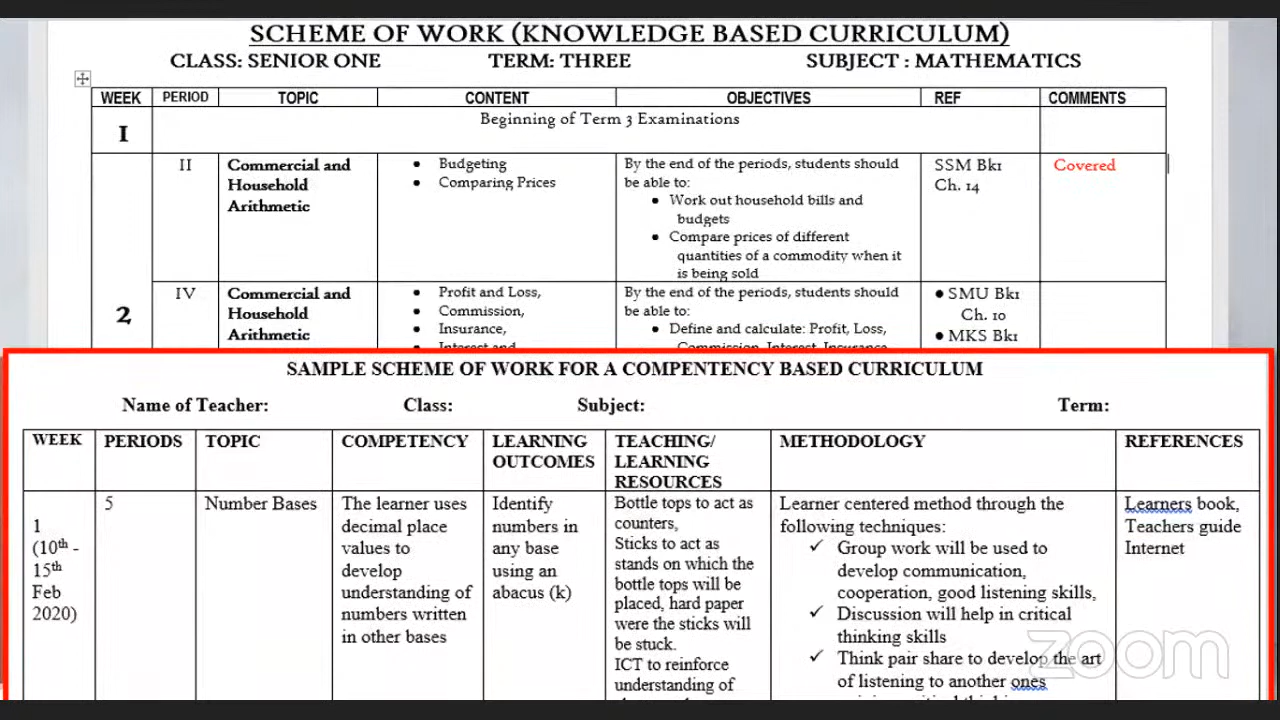 SCHEME OF WORK (KNOWLEDGE BASED CURRICULUM)
CLASS: SENIOR ONE TERM: THREE SUBJECT : MATHEMATICS
WEEK PERIOD TOPIC CONTENT OBJECTIVES REF COMMENTS
I
Beginning of Term 3 Examinations
II
Commercial and
Household
Arithmetic
• Budgeting
• Comparing Prices
By the end of the periods, students should
be able to:
• Work out household bills and
budgets
• Compare prices of different
quantities of a commodity when it
is being sold
SSM Bk1
Ch. 14
Covered
2
IV
Commercial and
Household
Arithmetic
• Profit and Loss,
• Commission,
• Insurance,
• Interest and
By the end of the periods, students should
be able to:
• Define and calculate: Profit, Loss,
Commission, Interest, Insurance
• SMU Bk1
Ch. 10
• MKS Bk1
SAMPLE SCHEME OF WORK FOR A COMPENTENCY BASED CURRICULUM
Name of Teacher: Class: Subject: Term:
WEEK PERIODS TOPIC COMPETENCY LEARNING
OUTCOMES TEACHING/
LEARNING
RESOURCES METHODOLOGY REFERENCES
1
(10th -
15th
Feb
2020)
5
Number Bases
The learner uses
decimal place
values to
develop
understanding of
numbers written
in other bases
Identify
numbers in
any base
using an
abacus (k)
Bottle tops to act as
counters,
Sticks to act as
stands on which the
bottle tops will be
placed, hard paper
were the sticks will
be stuck.
ICT to reinforce
understanding of
Learner centered method through the
following techniques:
✓ Group work will be used to
develop communication,
cooperation, good listening skills,
✓ Discussion will help in critical
thinking skills
✓ Think pair share to develop the art
of listening to another ones
Learners book,
Teachers guide
Internet
zoom